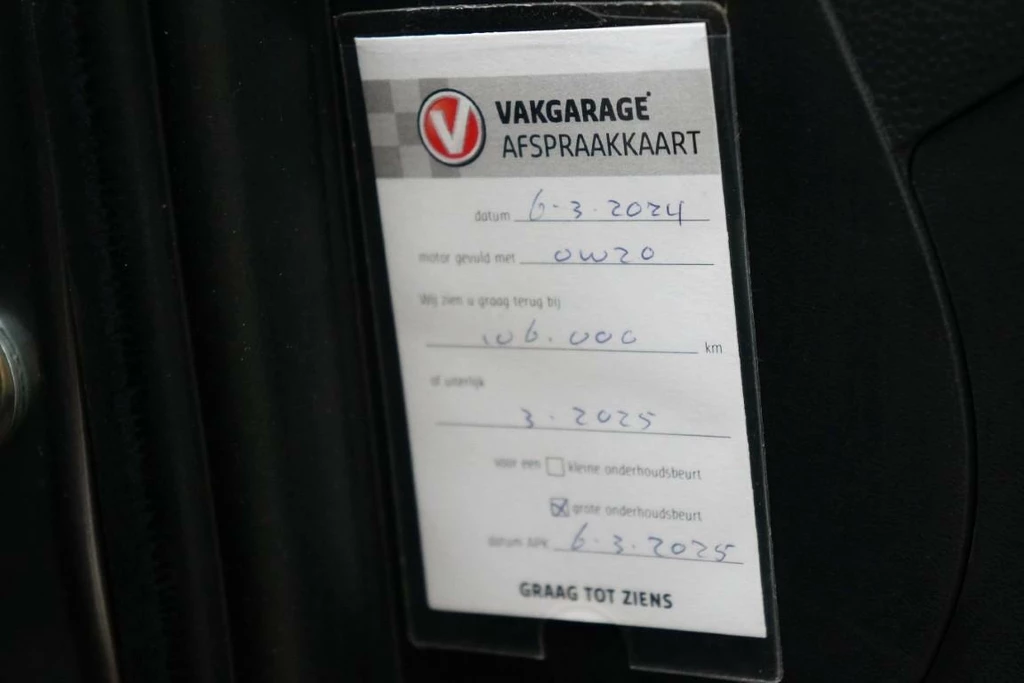 V VAKGARAGE
AFSPRAAKKAART
datum 6-3-2024
motor gevuld met 0W20
Wij zien u graag terug bij
106.000 km
of uiterlijk
3-2025
voor een kleine onderhoudsbeurt
grote onderhoudsbeurt
datum APK 6-3-2025
GRAAG TOT ZIENS